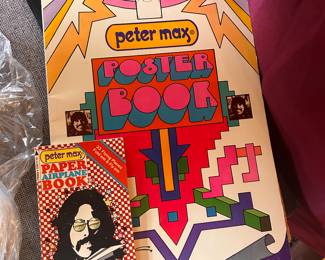 peter max®
POSTER
BOOK
peter max
PAPER
AIRPLANE
BOOK